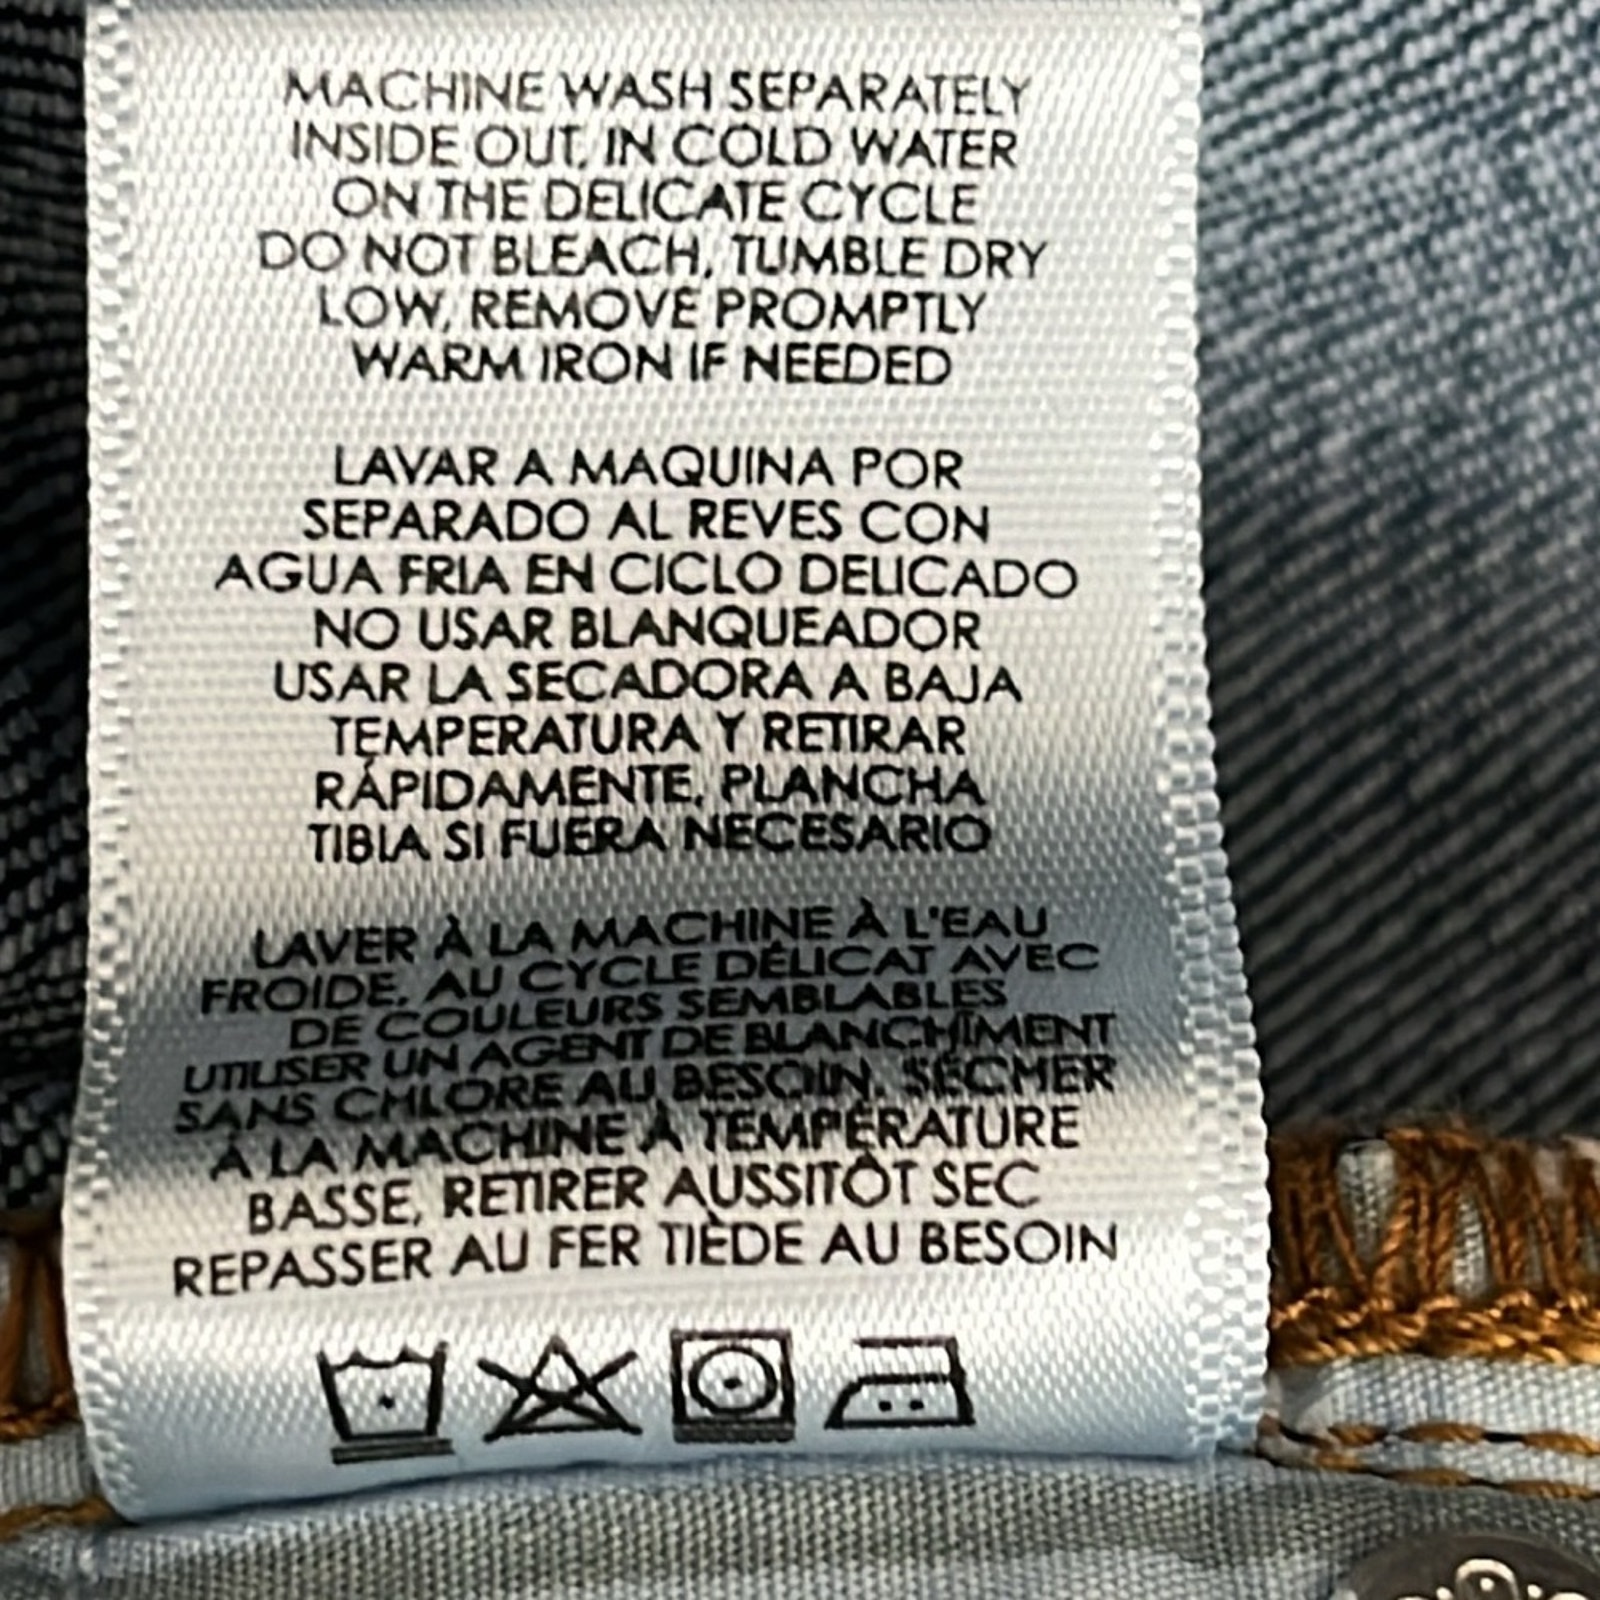 MACHINE WASH SEPARATELY
INSIDE OUT, IN COLD WATER
ON THE DELICATE CYCLE
DO NOT BLEACH, TUMBLE DRY
LOW, REMOVE PROMPTLY
WARM IRON IF NEEDED
LAVAR A MAQUINA POR
SEPARADO AL REVES CON
AGUA FRIA EN CICLO DELICADO
NO USAR BLANQUEADOR
USAR LA SECADORA A BAJA
TEMPERATURA Y RETIRAR
RÁPIDAMENTE, PLANCHA
TIBIA SI FUERA NECESARIO
LAVER À LA MACHINE À L'EAU
FROIDE, AU CYCLE DÉLICAT AVEC
DE COULEURS SEMBLABLES
UTILISER UN AGENT DE BLANCHIMENT
SANS CHLORE AU BESOIN, SÉCHER
À LA MACHINE À TEMPÉRATURE
BASSE, RETIRER AUSSITÔT SEC
REPASSER AU FER TIÈDE AU BESOIN